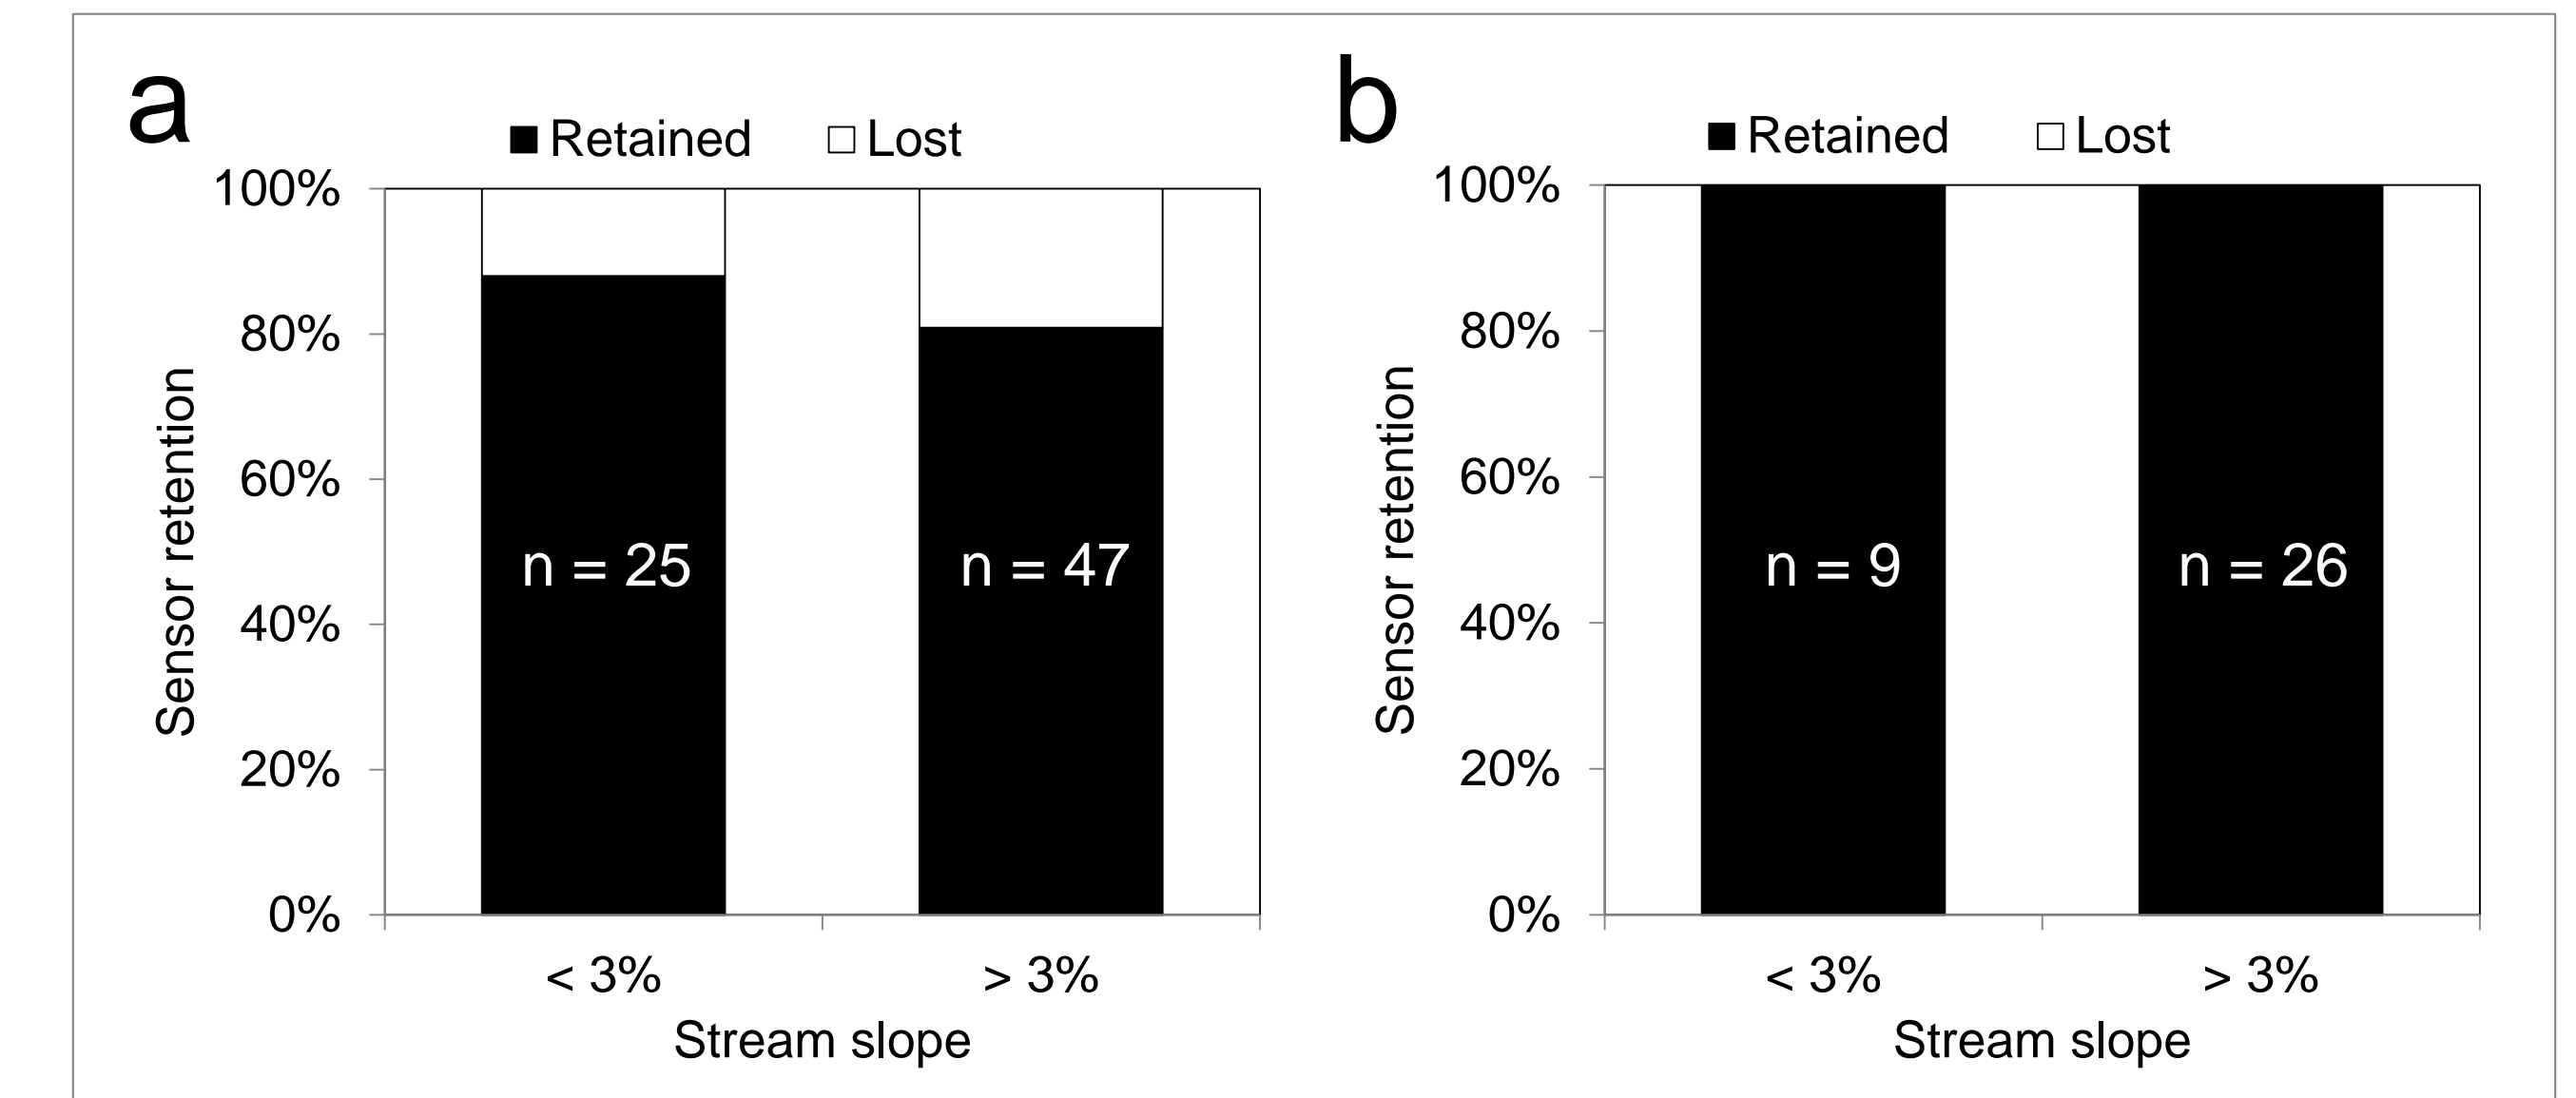 a
Retained
Lost
100%
80%
60%
40%
20%
0%
Sensor retention
n = 25
n = 47
< 3%
> 3%
Stream slope
b
Retained
Lost
100%
80%
60%
40%
20%
0%
Sensor retention
n = 9
n = 26
< 3%
> 3%
Stream slope